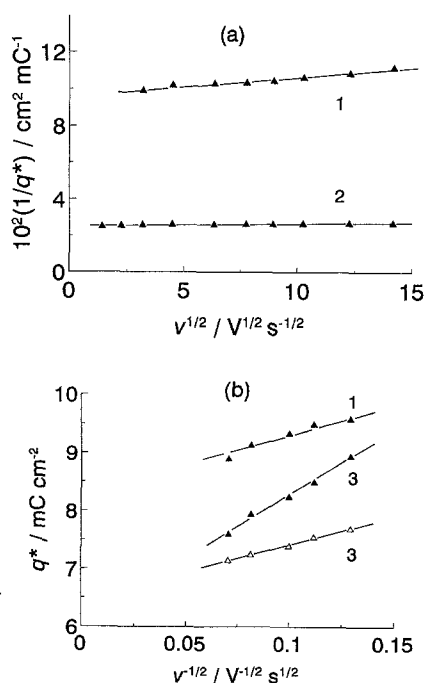 (a)
12
8
4
0
10²(1/q*) / cm² mC⁻¹
1
2
0 5 10 15
v^1/2 / V^1/2 s^-1/2
(b)
10
9
8
7
6
q* / mC cm⁻²
1
3
3
0 0.05 0.1 0.15
v^-1/2 / V^-1/2 s^1/2